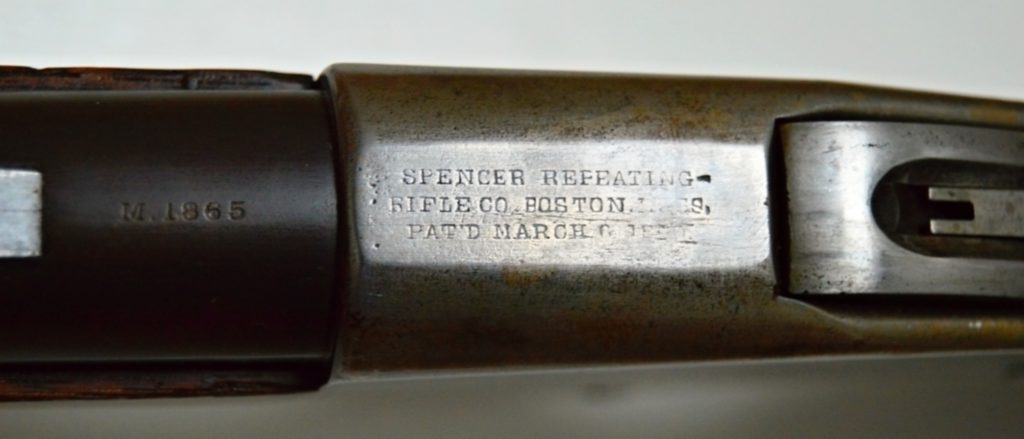 M. 1865
SPENCER REPEATING
RIFLE CO. BOSTON.
PAT'D MARCH 6